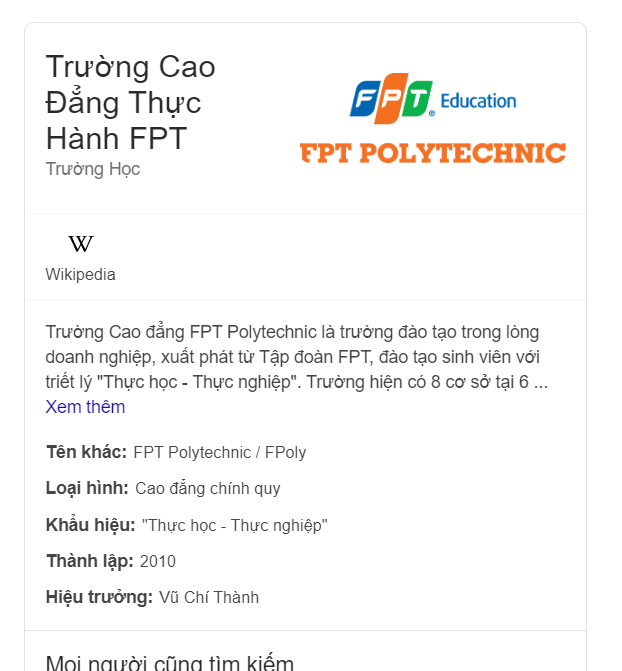 Trường Cao
Đẳng Thực
Hành FPT
Trường Học
FPT® Education
FPT POLYTECHNIC
W
Wikipedia
Trường Cao đẳng FPT Polytechnic là trường đào tạo trong lòng
doanh nghiệp, xuất phát từ Tập đoàn FPT, đào tạo sinh viên với
triết lý "Thực học - Thực nghiệp". Trường hiện có 8 cơ sở tại 6 ...
Xem thêm
Tên khác: FPT Polytechnic / FPoly
Loại hình: Cao đẳng chính quy
Khẩu hiệu: "Thực học - Thực nghiệp"
Thành lập: 2010
Hiệu trưởng: Vũ Chí Thành
Mọi người cũng tìm kiếm